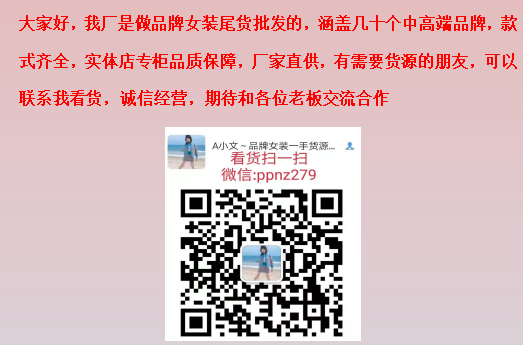 大家好，我厂是做品牌女装尾货批发的，涵盖几十个中高端品牌，款
式齐全，实体店专柜品质保障，厂家直供，有需要货源的朋友，可以
联系我看货，诚信经营，期待和各位老板交流合作
A小文~品牌女装一手货源...
看货扫一扫
微信:ppnz279